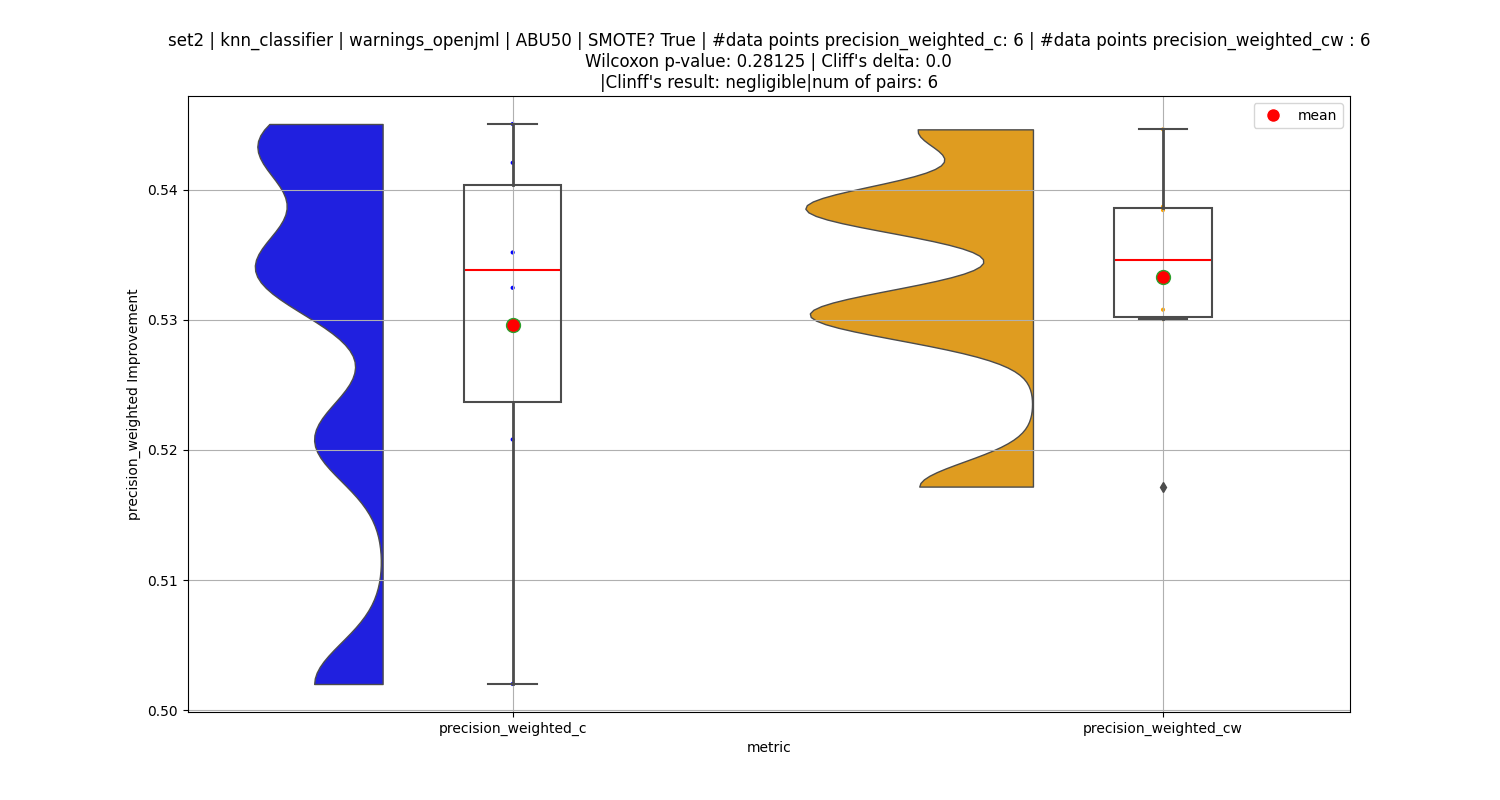 set2 | knn_classifier | warnings_openjml | ABU50 | SMOTE? True | #data points precision_weighted_c: 6 | #data points precision_weighted_cw : 6
Wilcoxon p-value: 0.28125 | Cliff's delta: 0.0
|Clinff's result: negligible|num of pairs: 6
mean
precision_weighted Improvement
0.54
0.53
0.52
0.51
0.50
precision_weighted_c
precision_weighted_cw
metric